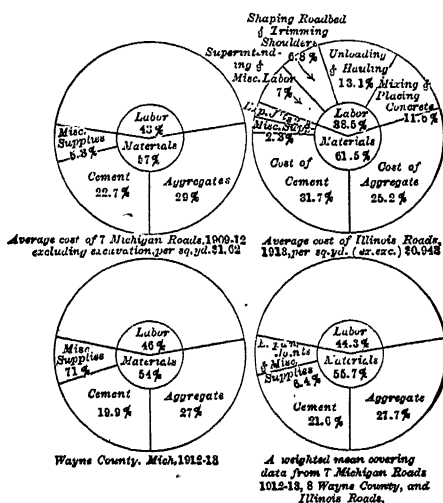 Labor
43%
Materials
57%
Misc.
Supplies
5.3%
Cement
22.7%
Aggregates
29%
Average cost of 7 Michigan Roads, 1909-12
excluding excavation, per sq. yd. $1.02
Shaping Roadbed
& Trimming
Shoulders
6.8%
Superintend-
ing &
Misc. Labor
7%
Unloading
& Hauling
13.1%
Mixing &
Placing
Concrete
11.6%
Labor
38.5%
Materials
61.5%
Misc. Supp.
2.3%
Cost of
Cement
31.7%
Cost of
Aggregate
25.2%
Average cost of Illinois Roads,
1913, per sq. yd. (ex. exc.) $0.943
Labor
46%
Materials
54%
Misc.
Supplies
71%
Cement
19.9%
Aggregate
27%
Wayne County. Mich, 1912-13
Labor
44.3%
Materials
55.7%
Joints
& Misc.
Supplies
6.4%
Cement
21.6%
Aggregate
27.7%
A weighted mean covering
data from 7 Michigan Roads
1912-13, 8 Wayne County, and
Illinois Roads.